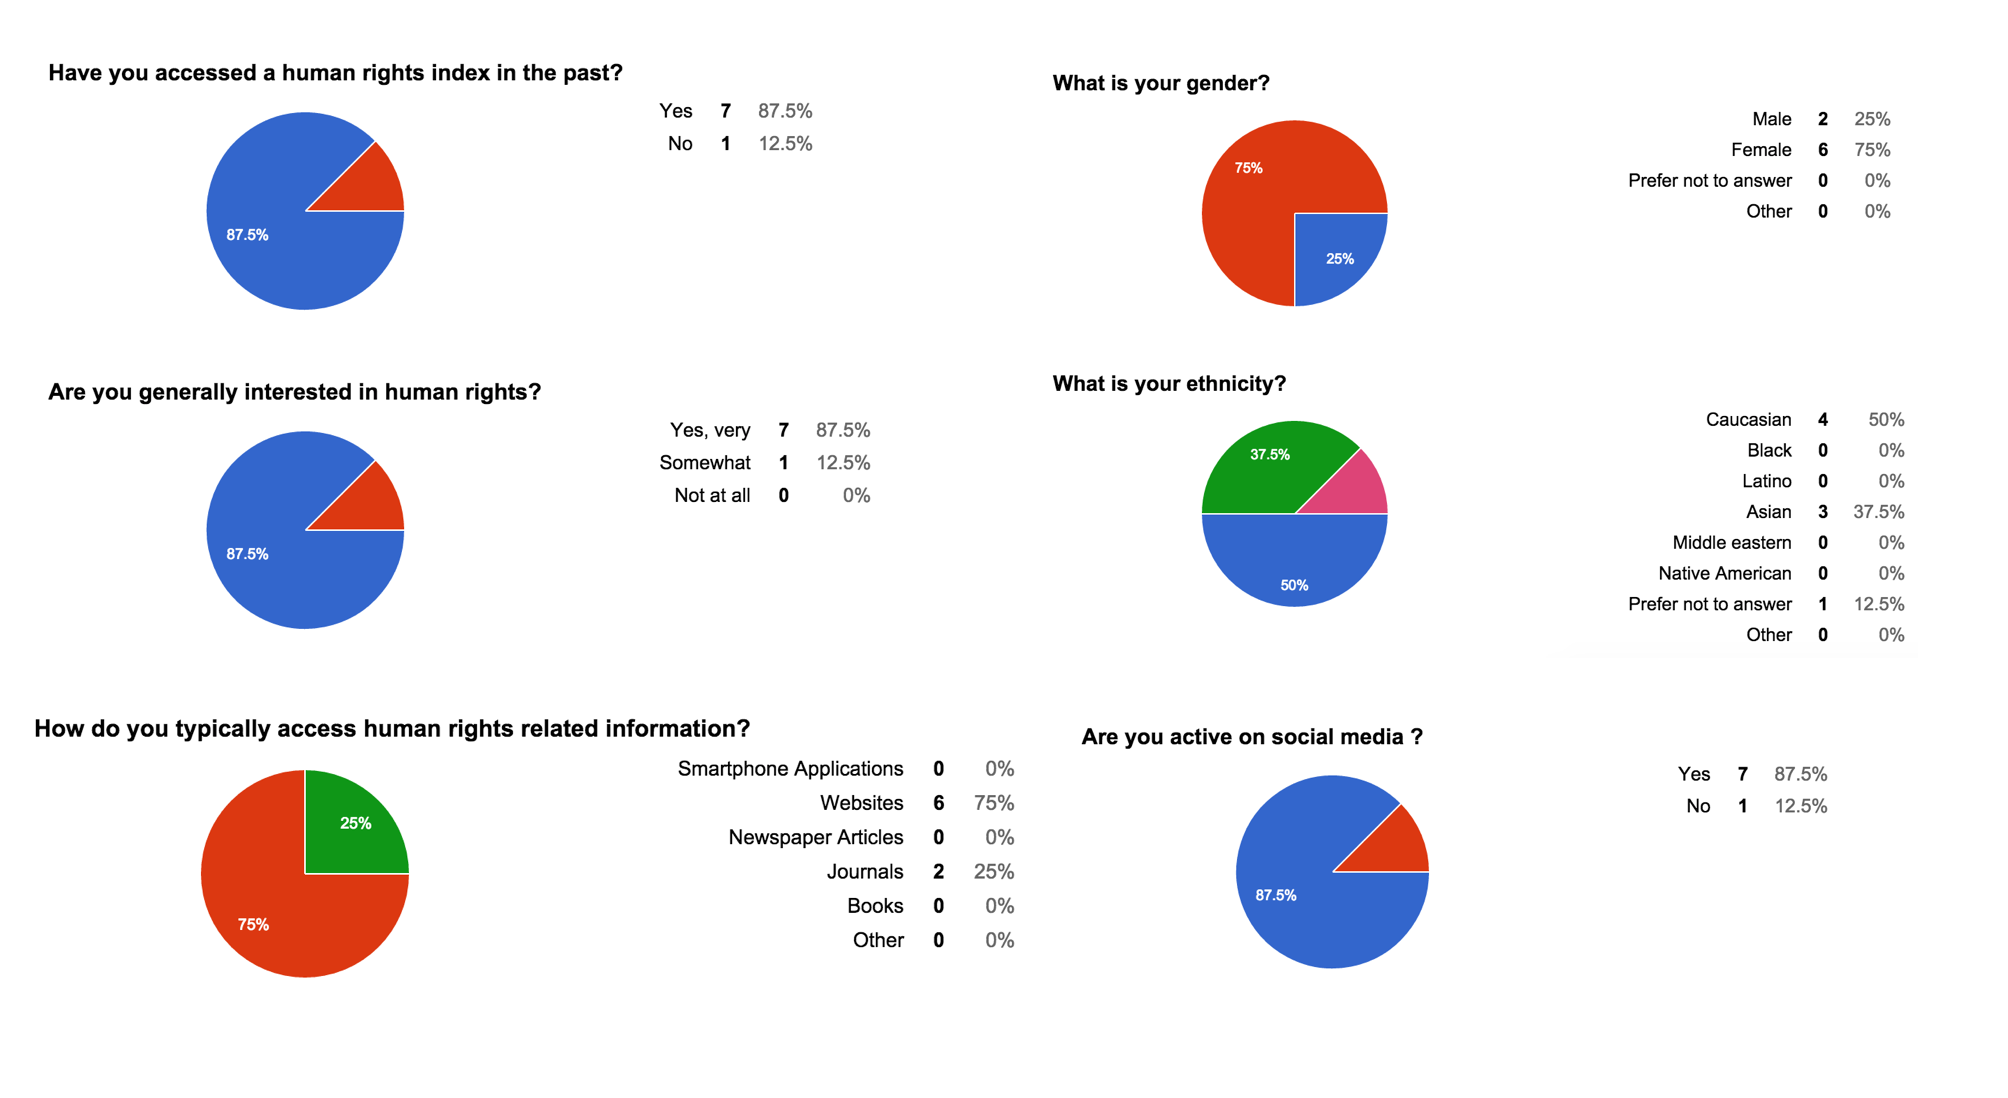 Have you accessed a human rights index in the past?
Yes 7 87.5%
No 1 12.5%
87.5%
What is your gender?
Male 2 25%
Female 6 75%
Prefer not to answer 0 0%
Other 0 0%
75%
25%
Are you generally interested in human rights?
Yes, very 7 87.5%
Somewhat 1 12.5%
Not at all 0 0%
87.5%
What is your ethnicity?
Caucasian 4 50%
Black 0 0%
Latino 0 0%
Asian 3 37.5%
Middle eastern 0 0%
Native American 0 0%
Prefer not to answer 1 12.5%
Other 0 0%
37.5%
50%
How do you typically access human rights related information?
Smartphone Applications 0 0%
Websites 6 75%
Newspaper Articles 0 0%
Journals 2 25%
Books 0 0%
Other 0 0%
25%
75%
Are you active on social media ?
Yes 7 87.5%
No 1 12.5%
87.5%